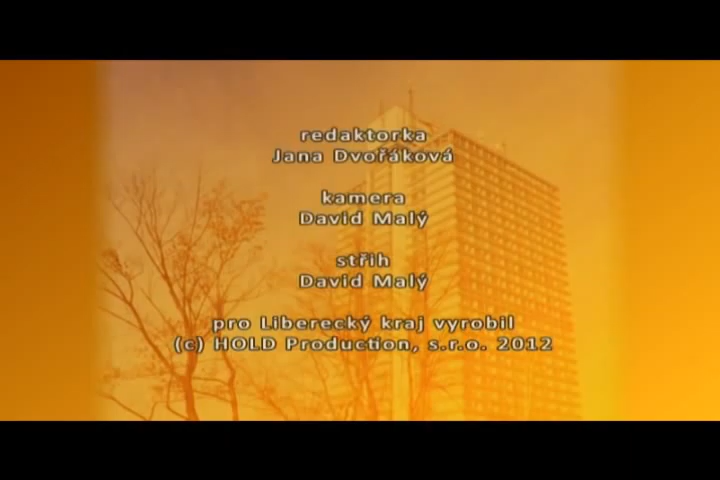 redaktorka
Jana Dvořáková
kamera
David Malý
střih
David Malý
pro Liberecký kraj vyrobil
(c) HOLD Production, s.r.o. 2012